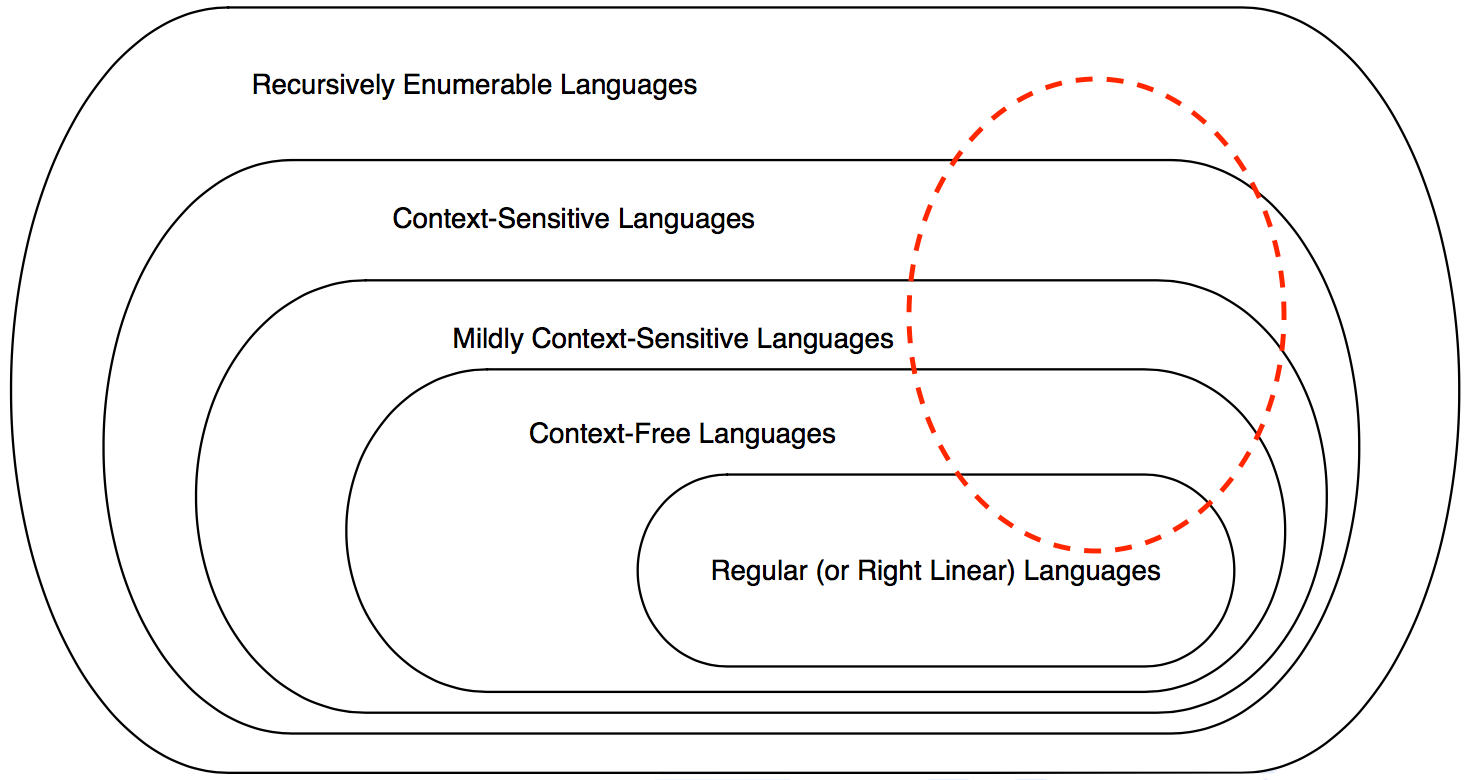 Recursively Enumerable Languages
Context-Sensitive Languages
Mildly Context-Sensitive Languages
Context-Free Languages
Regular (or Right Linear) Languages